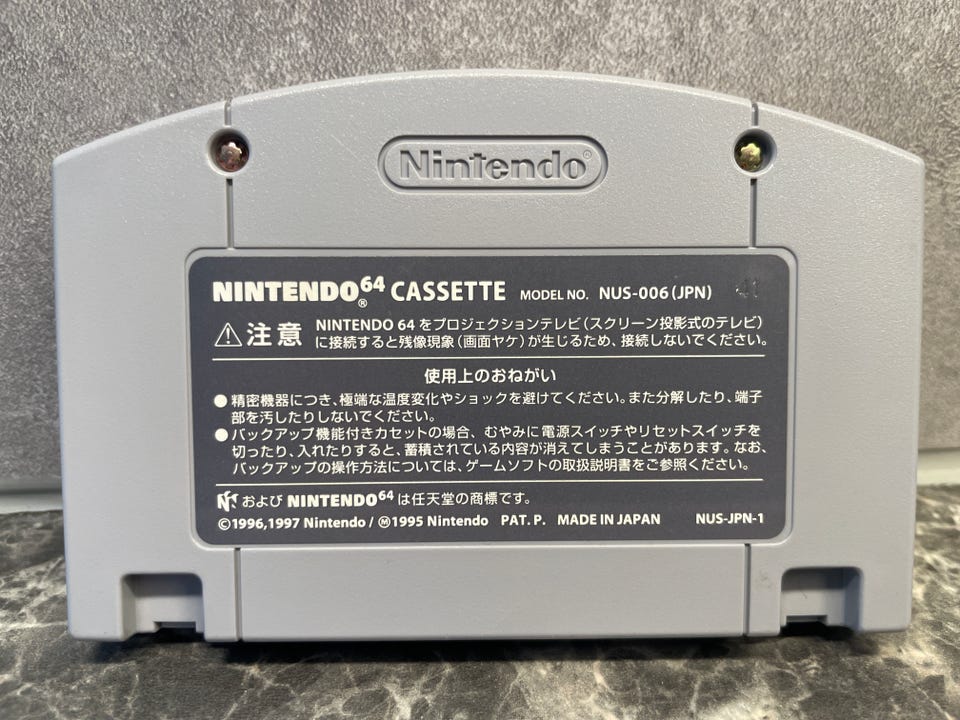 Nintendo®
NINTENDO64® CASSETTE MODEL NO. NUS-006(JPN) 41
注意 NINTENDO 64 をプロジェクションテレビ(スクリーン投影式のテレビ)
に接続すると残像現象(画面ヤケ)が生じるため、接続しないでください。
使用上のおねがい
●精密機器につき、極端な温度変化やショックを避けてください。また分解したり、端子
部を汚したりしないでください。
●バックアップ機能付きカセットの場合、むやみに電源スイッチやリセットスイッチを
切ったり、入れたりすると、蓄積されている内容が消えてしまうことがあります。なお、
バックアップの操作方法については、ゲームソフトの取扱説明書をご参照ください。
および NINTENDO64 は任天堂の商標です。
©1996,1997 Nintendo / Ⓜ1995 Nintendo PAT. P. MADE IN JAPAN NUS-JPN-1